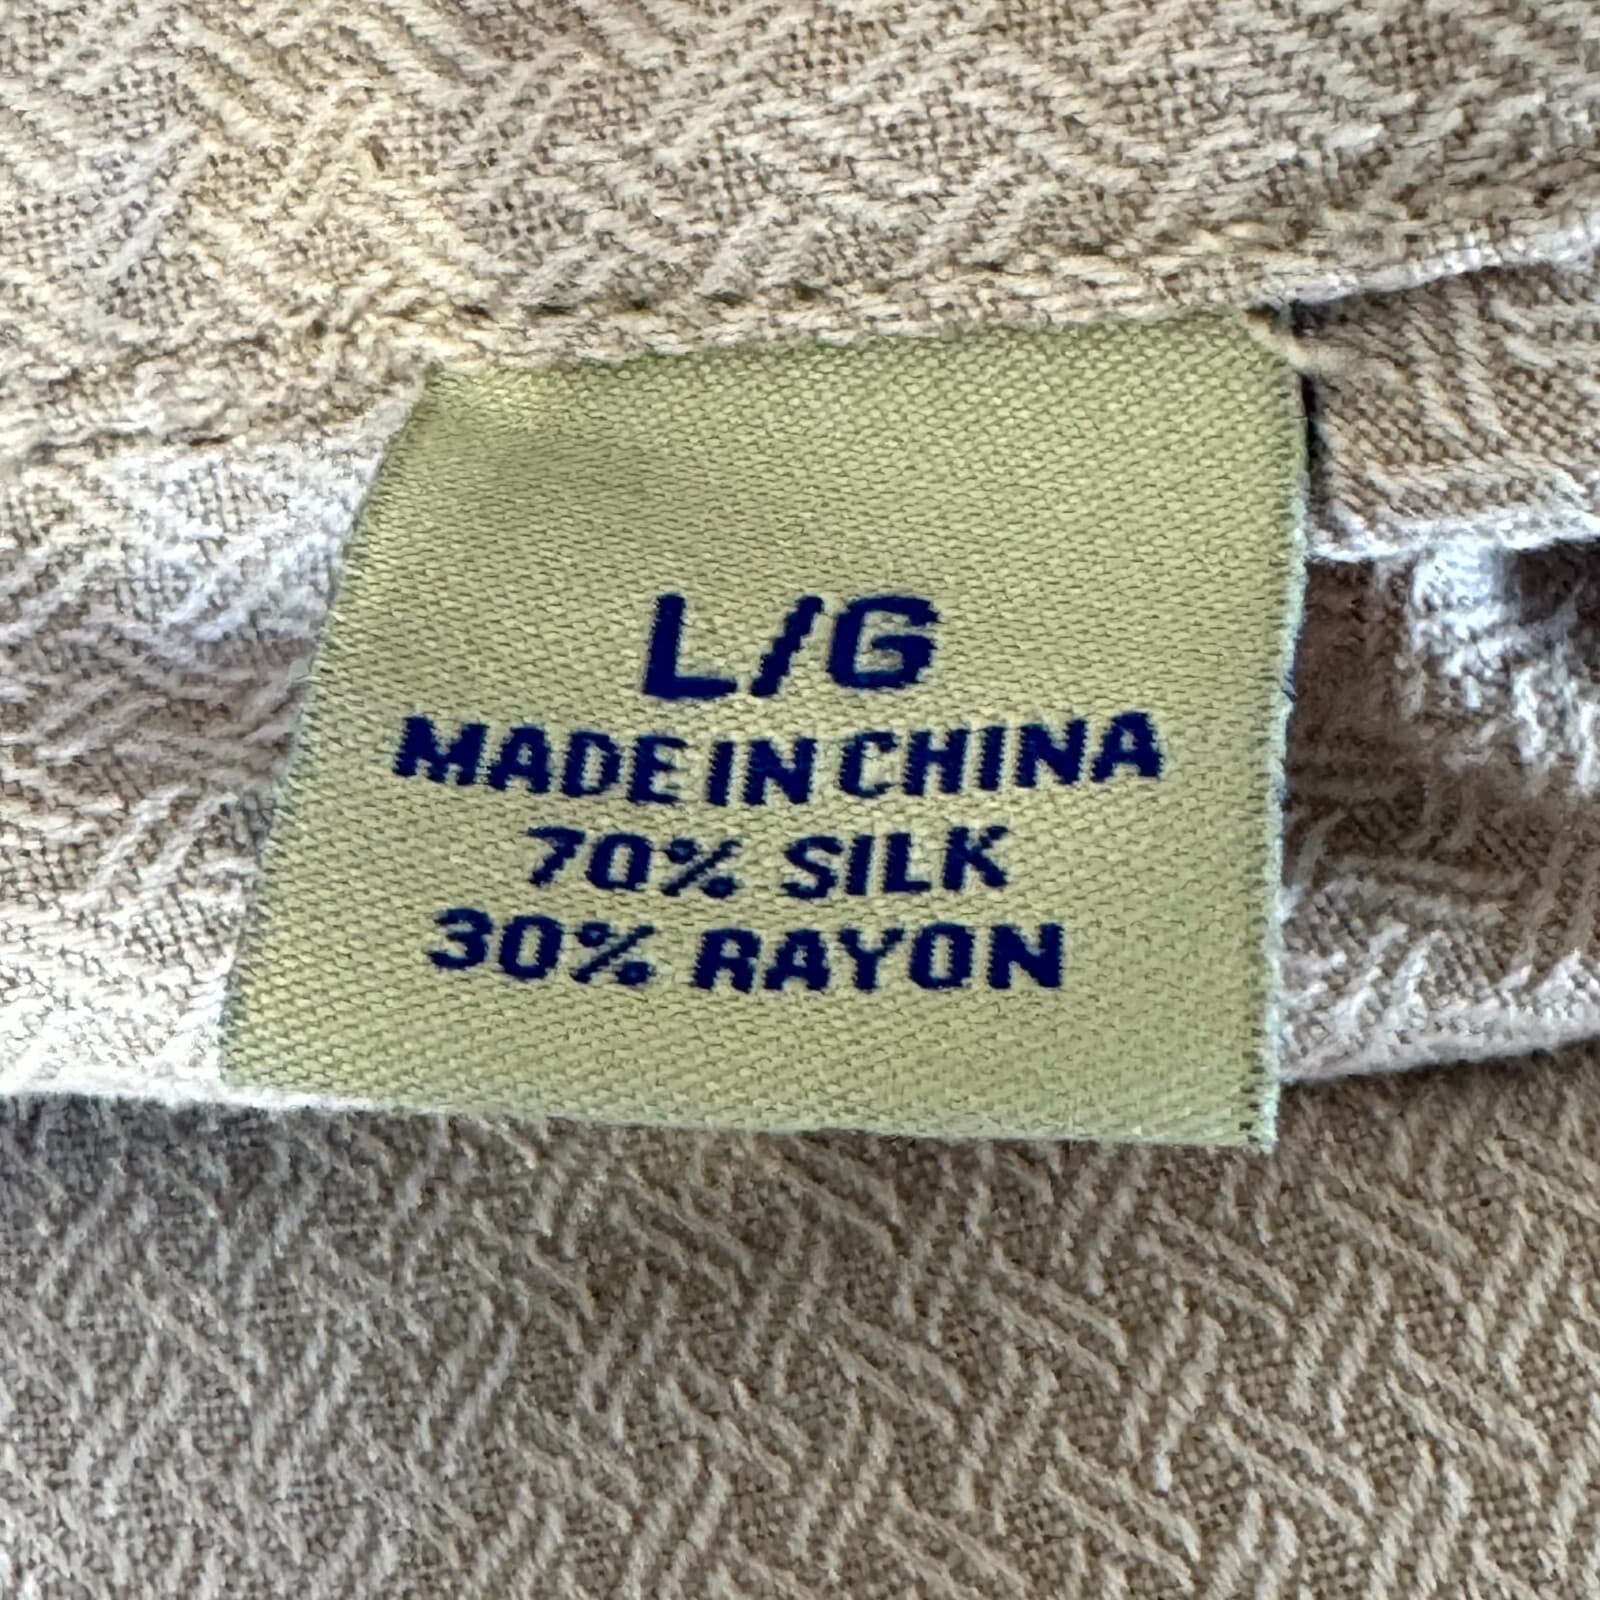 L/G
MADE IN CHINA
70% SILK
30% RAYON